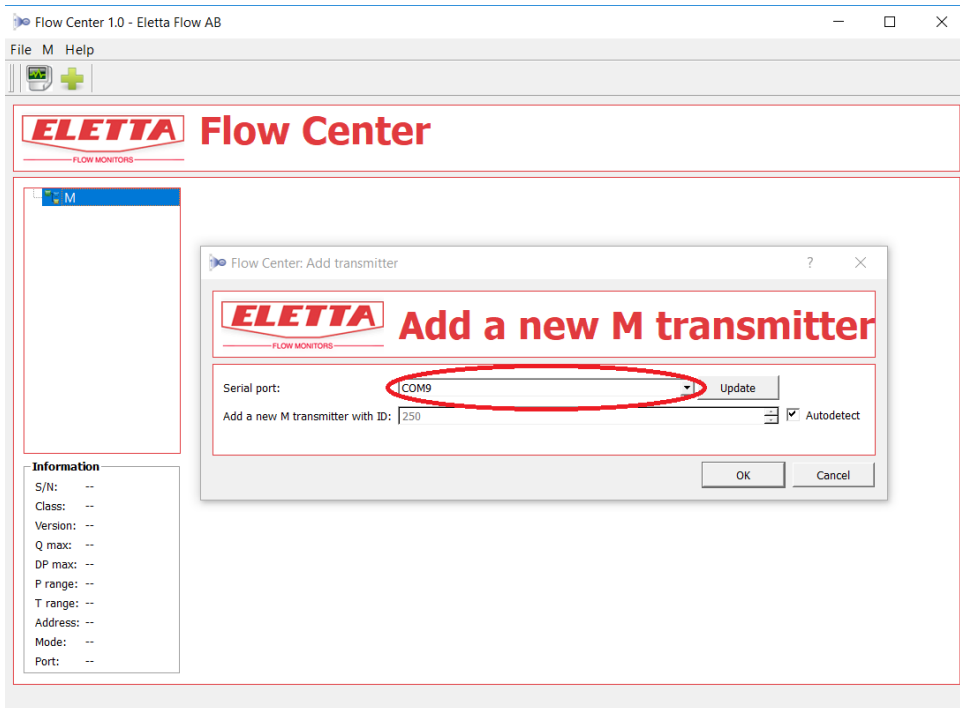 Flow Center 1.0 - Eletta Flow AB
File M Help
ELETTA
FLOW MONITORS
Flow Center
M
Flow Center: Add transmitter
?
ELETTA
FLOW MONITORS
Add a new M transmitter
Serial port: COM9 Update
Add a new M transmitter with ID: 250 Autodetect
OK Cancel
Information
S/N: --
Class: --
Version: --
Q max: --
DP max: --
P range: --
T range: --
Address: --
Mode: --
Port: --